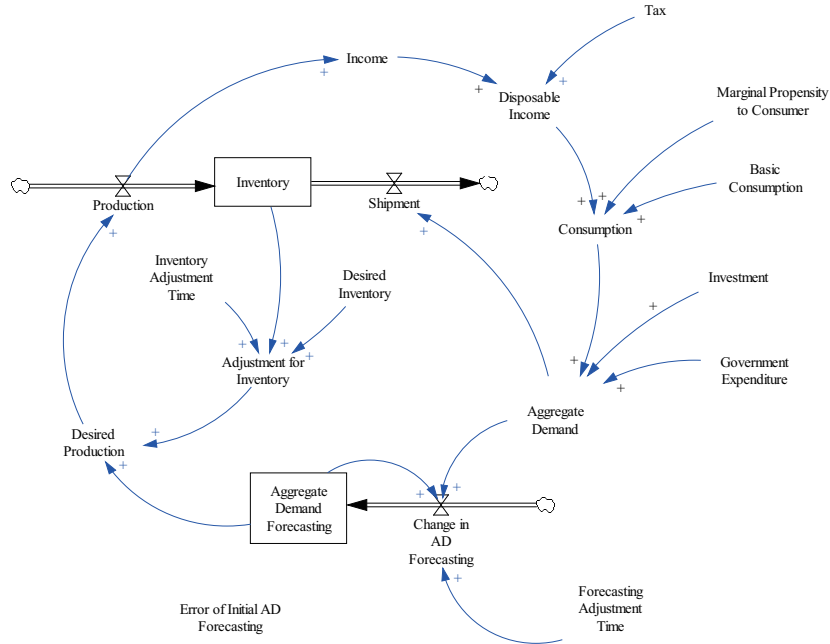 Tax
Income
Disposable
Income
Marginal Propensity
to Consumer
Basic
Consumption
Inventory
Production
Shipment
Consumption
Inventory
Adjustment
Time
Desired
Inventory
Investment
Adjustment for
Inventory
Government
Expenditure
Aggregate
Demand
Desired
Production
Aggregate
Demand
Forecasting
Change in
AD
Forecasting
Error of Initial AD
Forecasting
Forecasting
Adjustment
Time